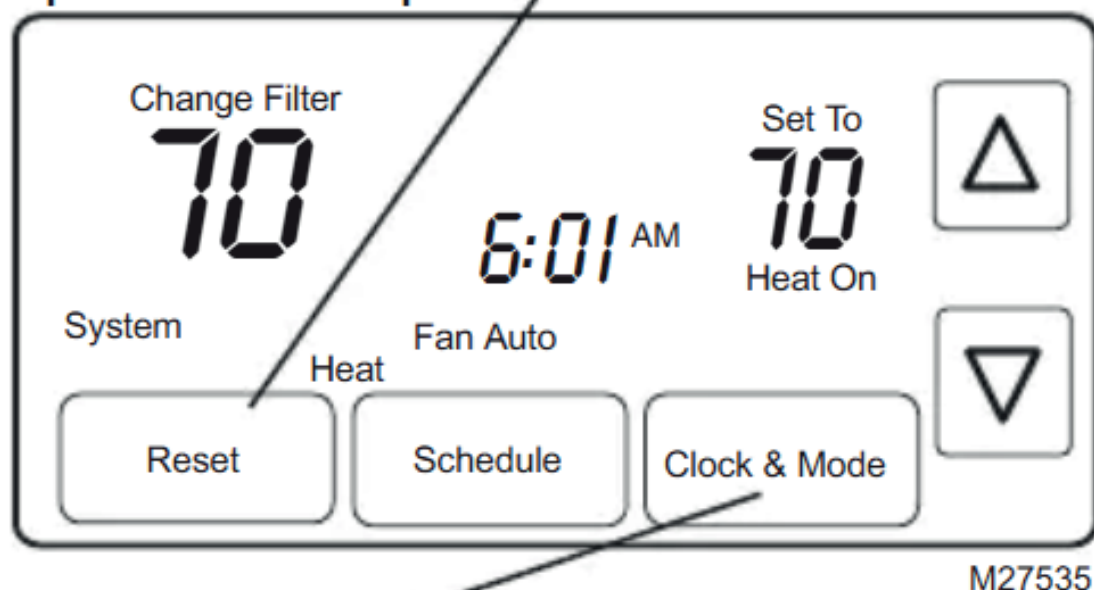 Change Filter
70
Set To
70
6:01 AM
Heat On
System
Fan Auto
Heat
Reset
Schedule
Clock & Mode
M27535